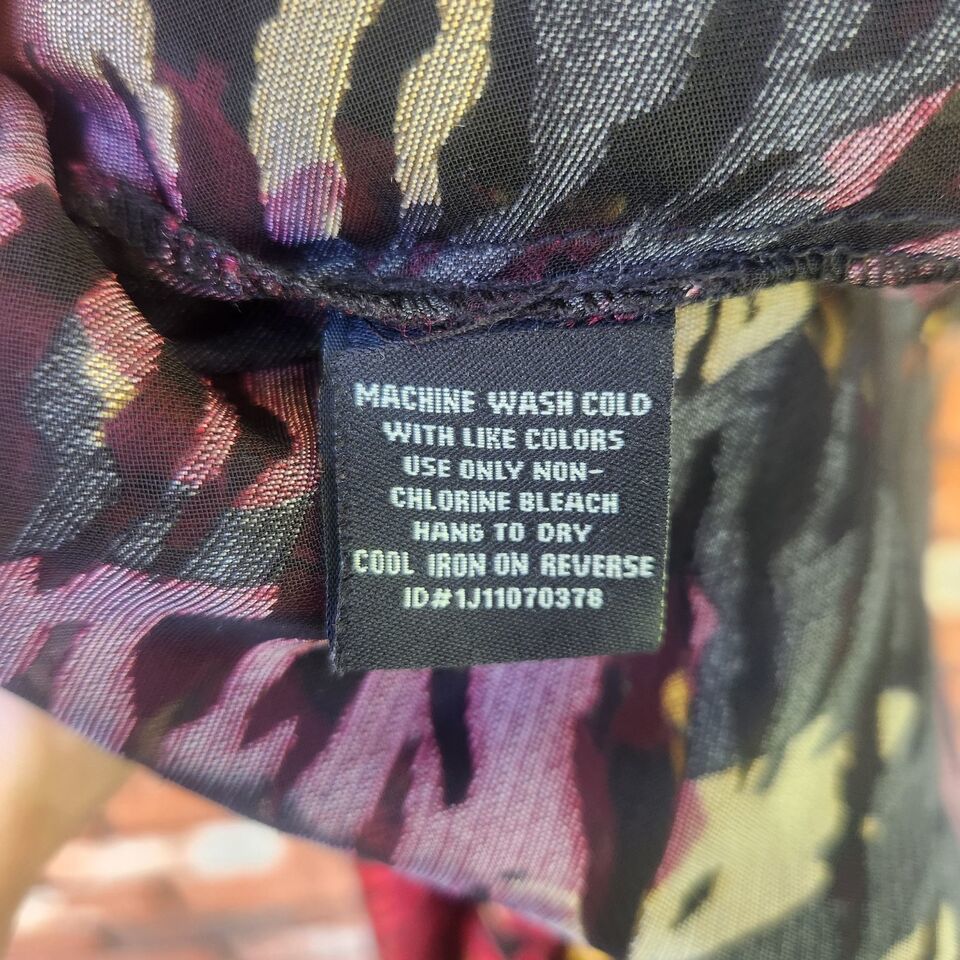 MACHINE WASH COLD
WITH LIKE COLORS
USE ONLY NON-
CHLORINE BLEACH
HANG TO DRY
COOL IRON ON REVERSE
ID#1J11070378